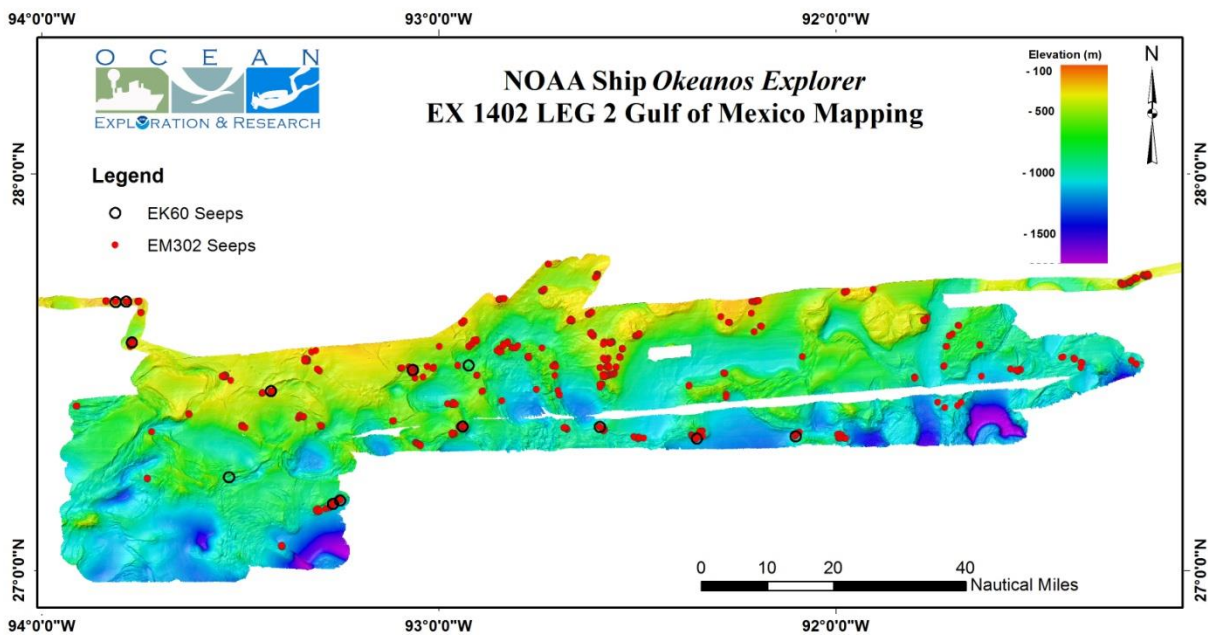 94°0'0"W 93°0'0"W 92°0'0"W
OCEAN
EXPLORATION & RESEARCH
NOAA Ship Okeanos Explorer
EX 1402 LEG 2 Gulf of Mexico Mapping
Elevation (m)
- 100
- 500
- 1000
- 1500
N
28°0'0"N
28°0'0"N
Legend
EK60 Seeps
EM302 Seeps
27°0'0"N
27°0'0"N
0 10 20 40
Nautical Miles
94°0'0"W 93°0'0"W 92°0'0"W